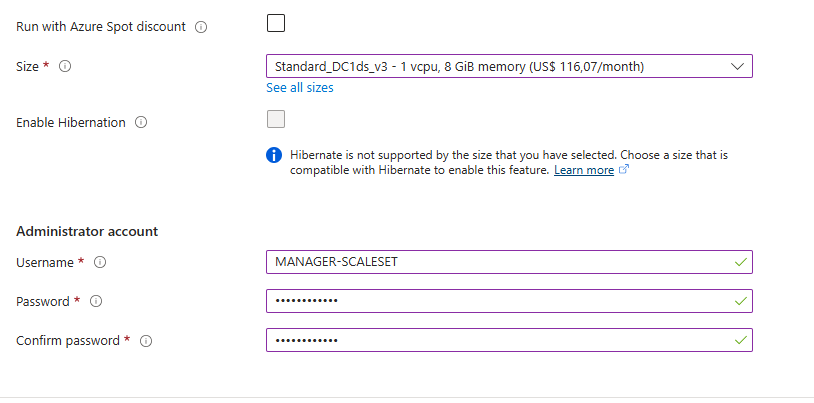 Run with Azure Spot discount
Size *
Standard_DC1ds_v3 - 1 vcpu, 8 GiB memory (US$ 116,07/month)
See all sizes
Enable Hibernation
Hibernate is not supported by the size that you have selected. Choose a size that is
compatible with Hibernate to enable this feature. Learn more
Administrator account
Username *
MANAGER-SCALESET
Password *
••••••••••••
Confirm password *
••••••••••••